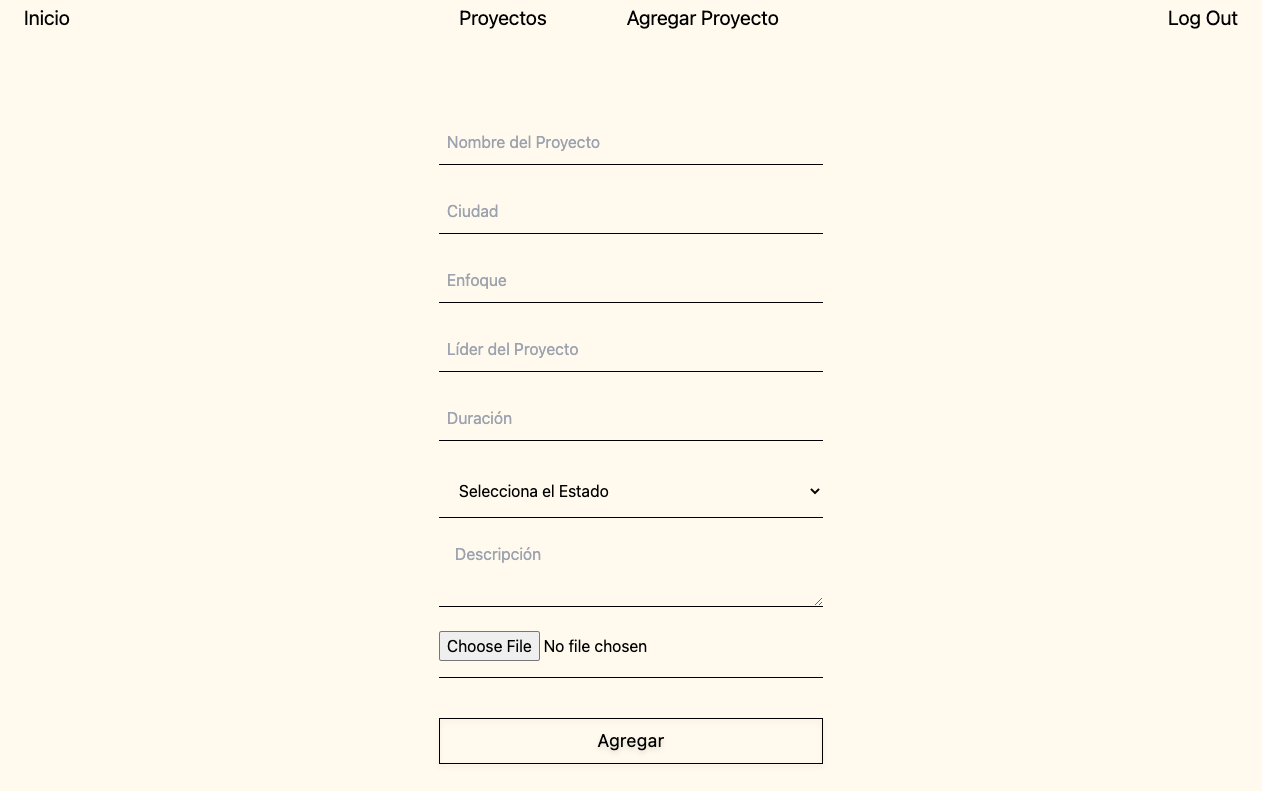 Inicio Proyectos Agregar Proyecto Log Out
Nombre del Proyecto
Ciudad
Enfoque
Líder del Proyecto
Duración
Selecciona el Estado
Descripción
Choose File No file chosen
Agregar